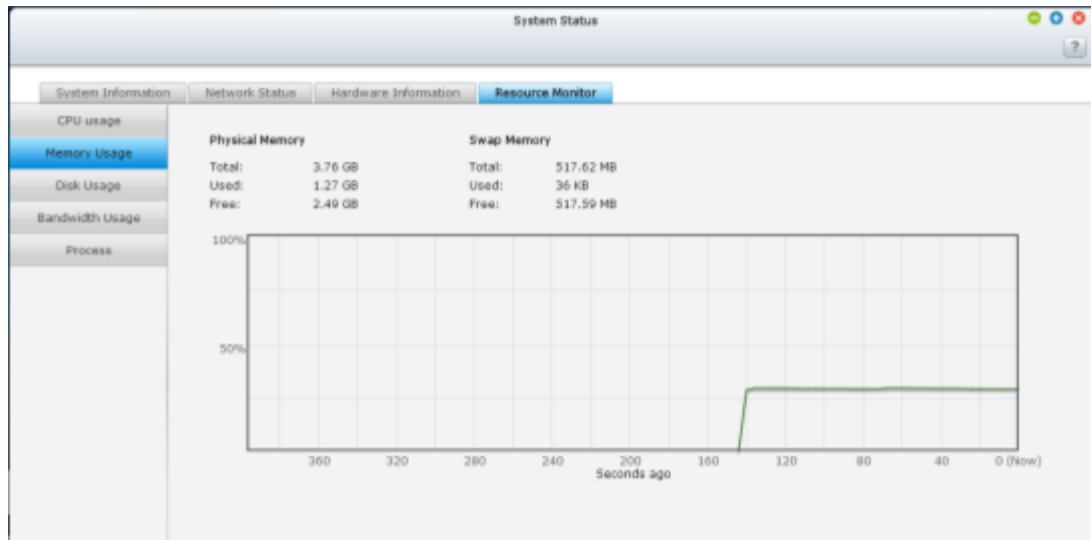 System Status
?
System Information Network Status Hardware Information Resource Monitor
CPU usage
Memory Usage
Disk Usage
Bandwidth Usage
Process
Physical Memory Swap Memory
Total: 3.76 GB Total: 517.62 MB
Used: 1.27 GB Used: 36 KB
Free: 2.49 GB Free: 517.59 MB
100%
50%
360 320 280 240 200 160 120 80 40 0 (Now)
Seconds ago